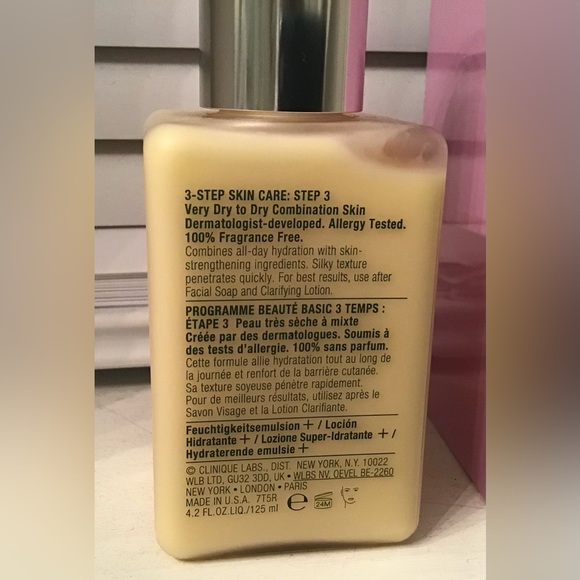 3-STEP SKIN CARE: STEP 3
Very Dry to Dry Combination Skin
Dermatologist-developed. Allergy Tested.
100% Fragrance Free.
Combines all-day hydration with skin-
strengthening ingredients. Silky texture
penetrates quickly. For best results, use after
Facial Soap and Clarifying Lotion.
PROGRAMME BEAUTÉ BASIC 3 TEMPS :
ÉTAPE 3 Peau très sèche à mixte
Créée par des dermatologues. Soumis à
des tests d'allergie. 100% sans parfum.
Cette formule allie hydratation tout au long de
la journée et renfort de la barrière cutanée.
Sa texture soyeuse pénètre rapidement.
Pour de meilleurs résultats, utilisez après le
Savon Visage et la Lotion Clarifiante.
Feuchtigkeitsemulsion + / Loción
Hidratante + / Lozione Super-Idratante + /
Hydraterende emulsie +
© CLINIQUE LABS., DIST. NEW YORK, N.Y. 10022
WLB LTD, GU32 3DD, UK • WLBS NV, OEVEL BE-2260
NEW YORK • LONDON • PARIS
MADE IN U.S.A. 7T5R
4.2 FL.OZ.LIQ./125 ml e 24M